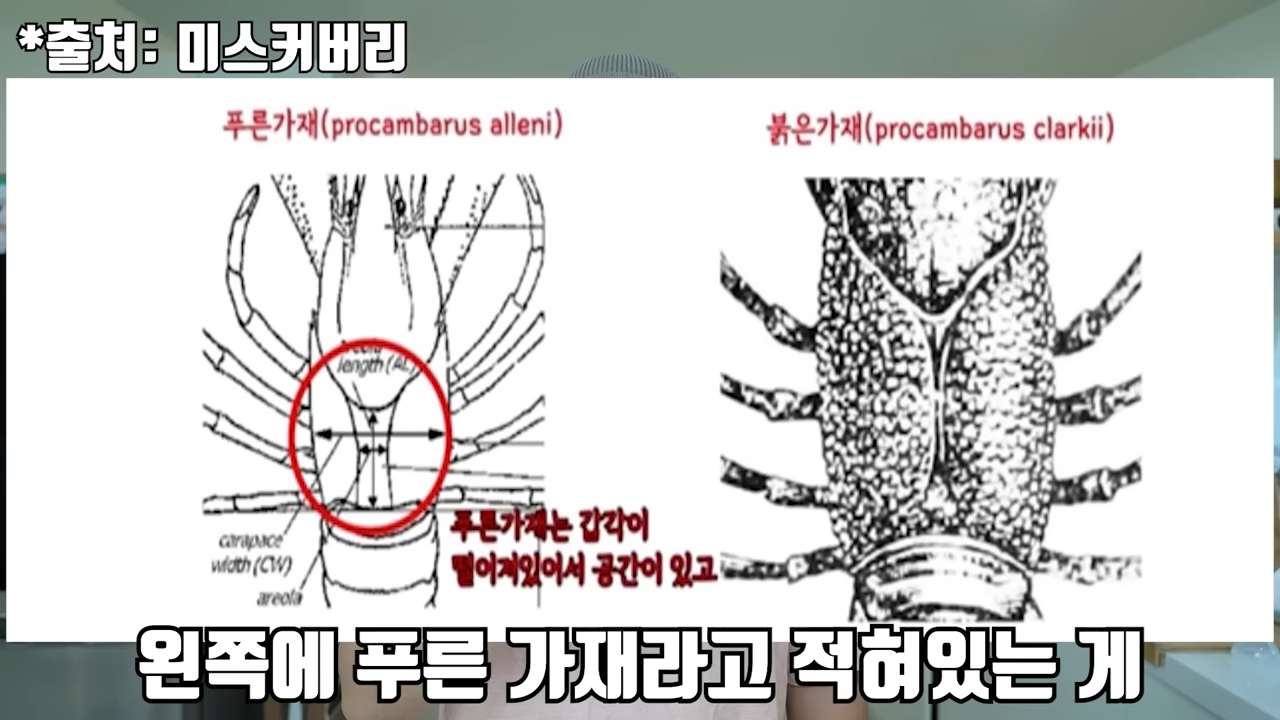 *출처: 미스커버리
푸른가재(procambarus alleni)
붉은가재(procambarus clarkii)
length (AL)
carapace
width (CW)
areola
푸른가재는 갑각이
떨어져있어서 공간이 있고
왼쪽에 푸른 가재라고 적혀있는 게